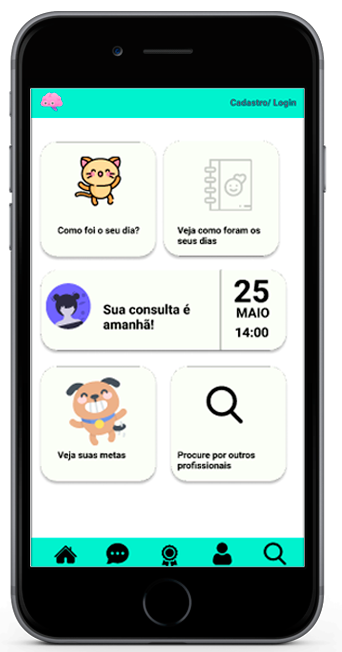 Cadastro/ Login
Como foi o seu dia?
Veja como foram os
seus dias
Sua consulta é
amanhã!
25
MAIO
14:00
Veja suas metas
Procure por outros
profissionais